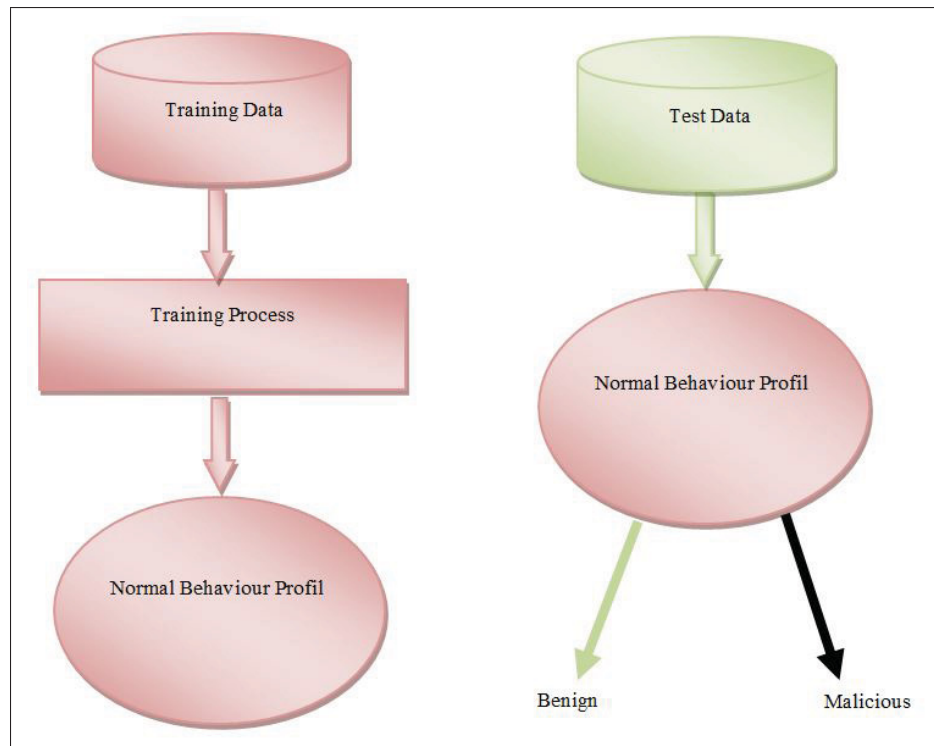 Training Data
Training Process
Normal Behaviour Profil
Test Data
Normal Behaviour Profil
Benign
Malicious